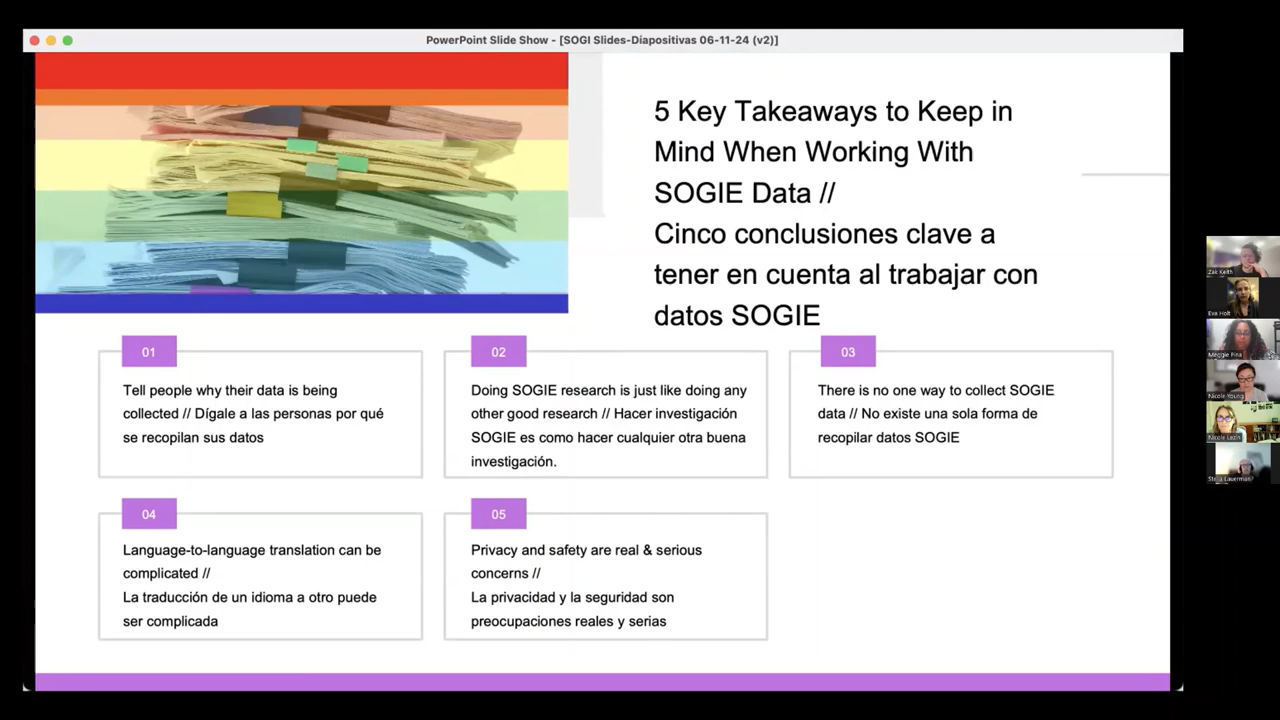 PowerPoint Slide Show - [SOGI Slides-Diapositivas 06-11-24 (v2)]
5 Key Takeaways to Keep in
Mind When Working With
SOGIE Data //
Cinco conclusiones clave a
tener en cuenta al trabajar con
datos SOGIE
01
Tell people why their data is being
collected // Dígale a las personas por qué
se recopilan sus datos
02
Doing SOGIE research is just like doing any
other good research // Hacer investigación
SOGIE es como hacer cualquier otra buena
investigación.
03
There is no one way to collect SOGIE
data // No existe una sola forma de
recopilar datos SOGIE
04
Language-to-language translation can be
complicated //
La traducción de un idioma a otro puede
ser complicada
05
Privacy and safety are real & serious
concerns //
La privacidad y la seguridad son
preocupaciones reales y serias
Zak Keith
Eva Holt
Meggie Pina
Nicole Young
Nicole Lezin
Lauerman